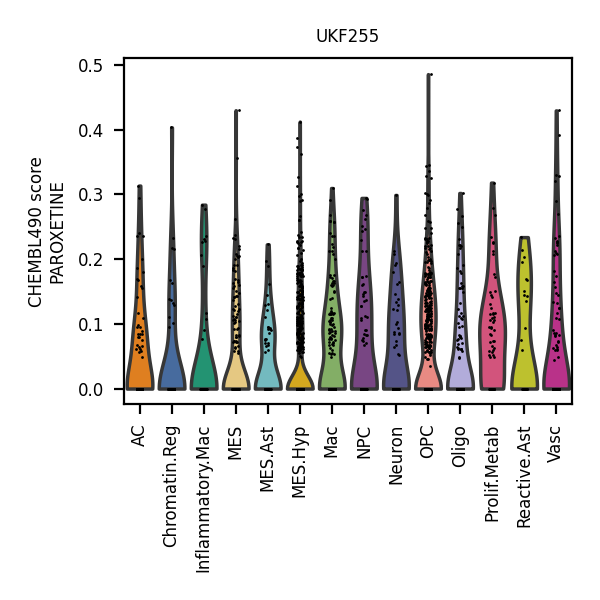 UKF255
CHEMBL490 score
PAROXETINE
0.5
0.4
0.3
0.2
0.1
0.0
AC
Chromatin.Reg
Inflammatory.Mac
MES
MES.Ast
MES.Hyp
Mac
NPC
Neuron
OPC
Oligo
Prolif.Metab
Reactive.Ast
Vasc